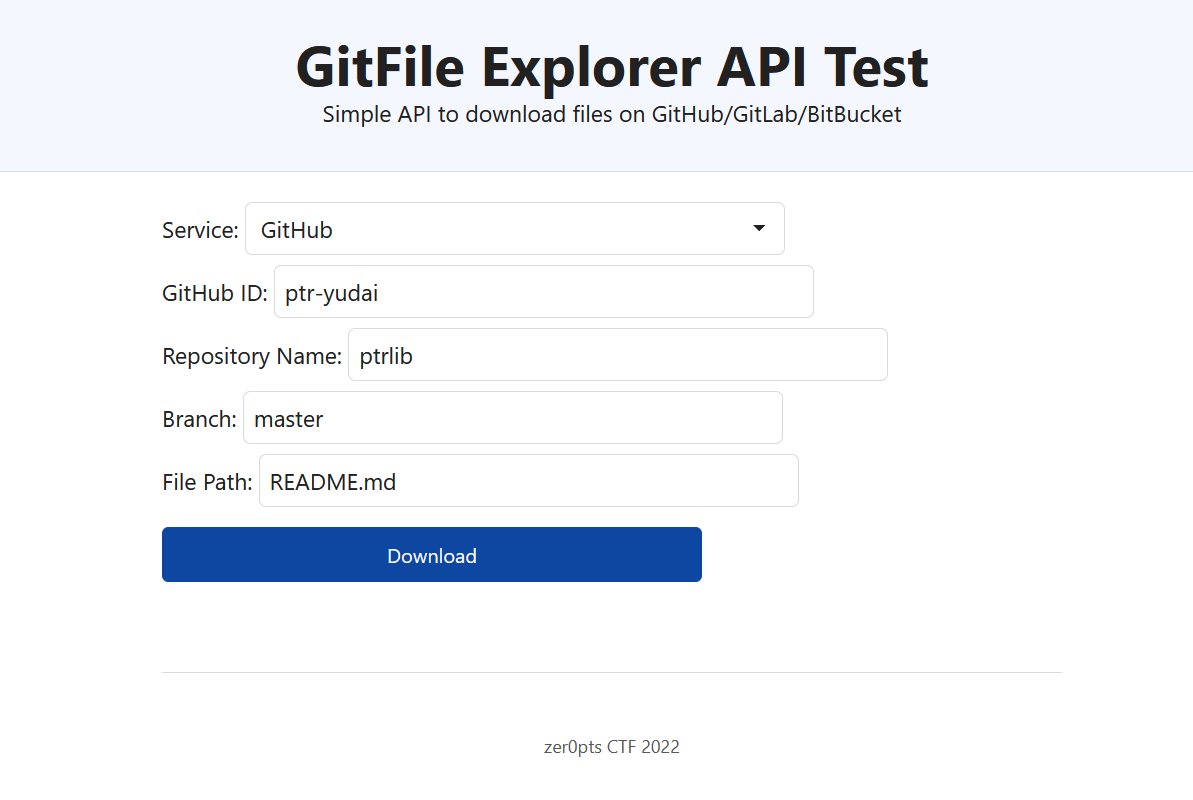 GitFile Explorer API Test
Simple API to download files on GitHub/GitLab/BitBucket
Service: GitHub
GitHub ID: ptr-yudai
Repository Name: ptrlib
Branch: master
File Path: README.md
Download
zer0pts CTF 2022